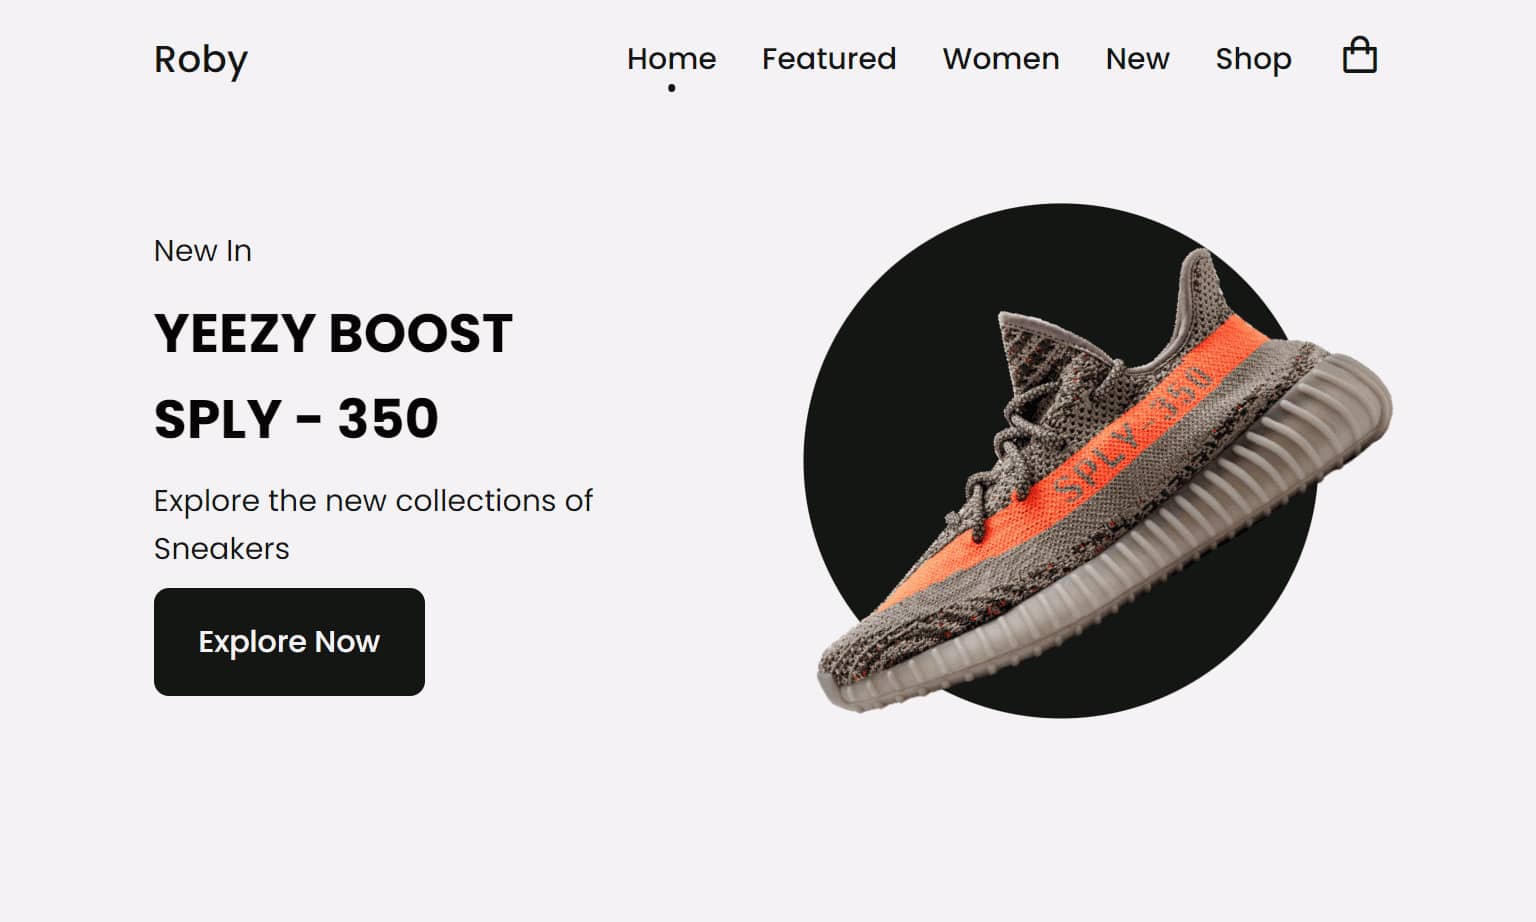 Roby
Home Featured Women New Shop
New In
YEEZY BOOST
SPLY - 350
Explore the new collections of
Sneakers
Explore Now
SPLY-350